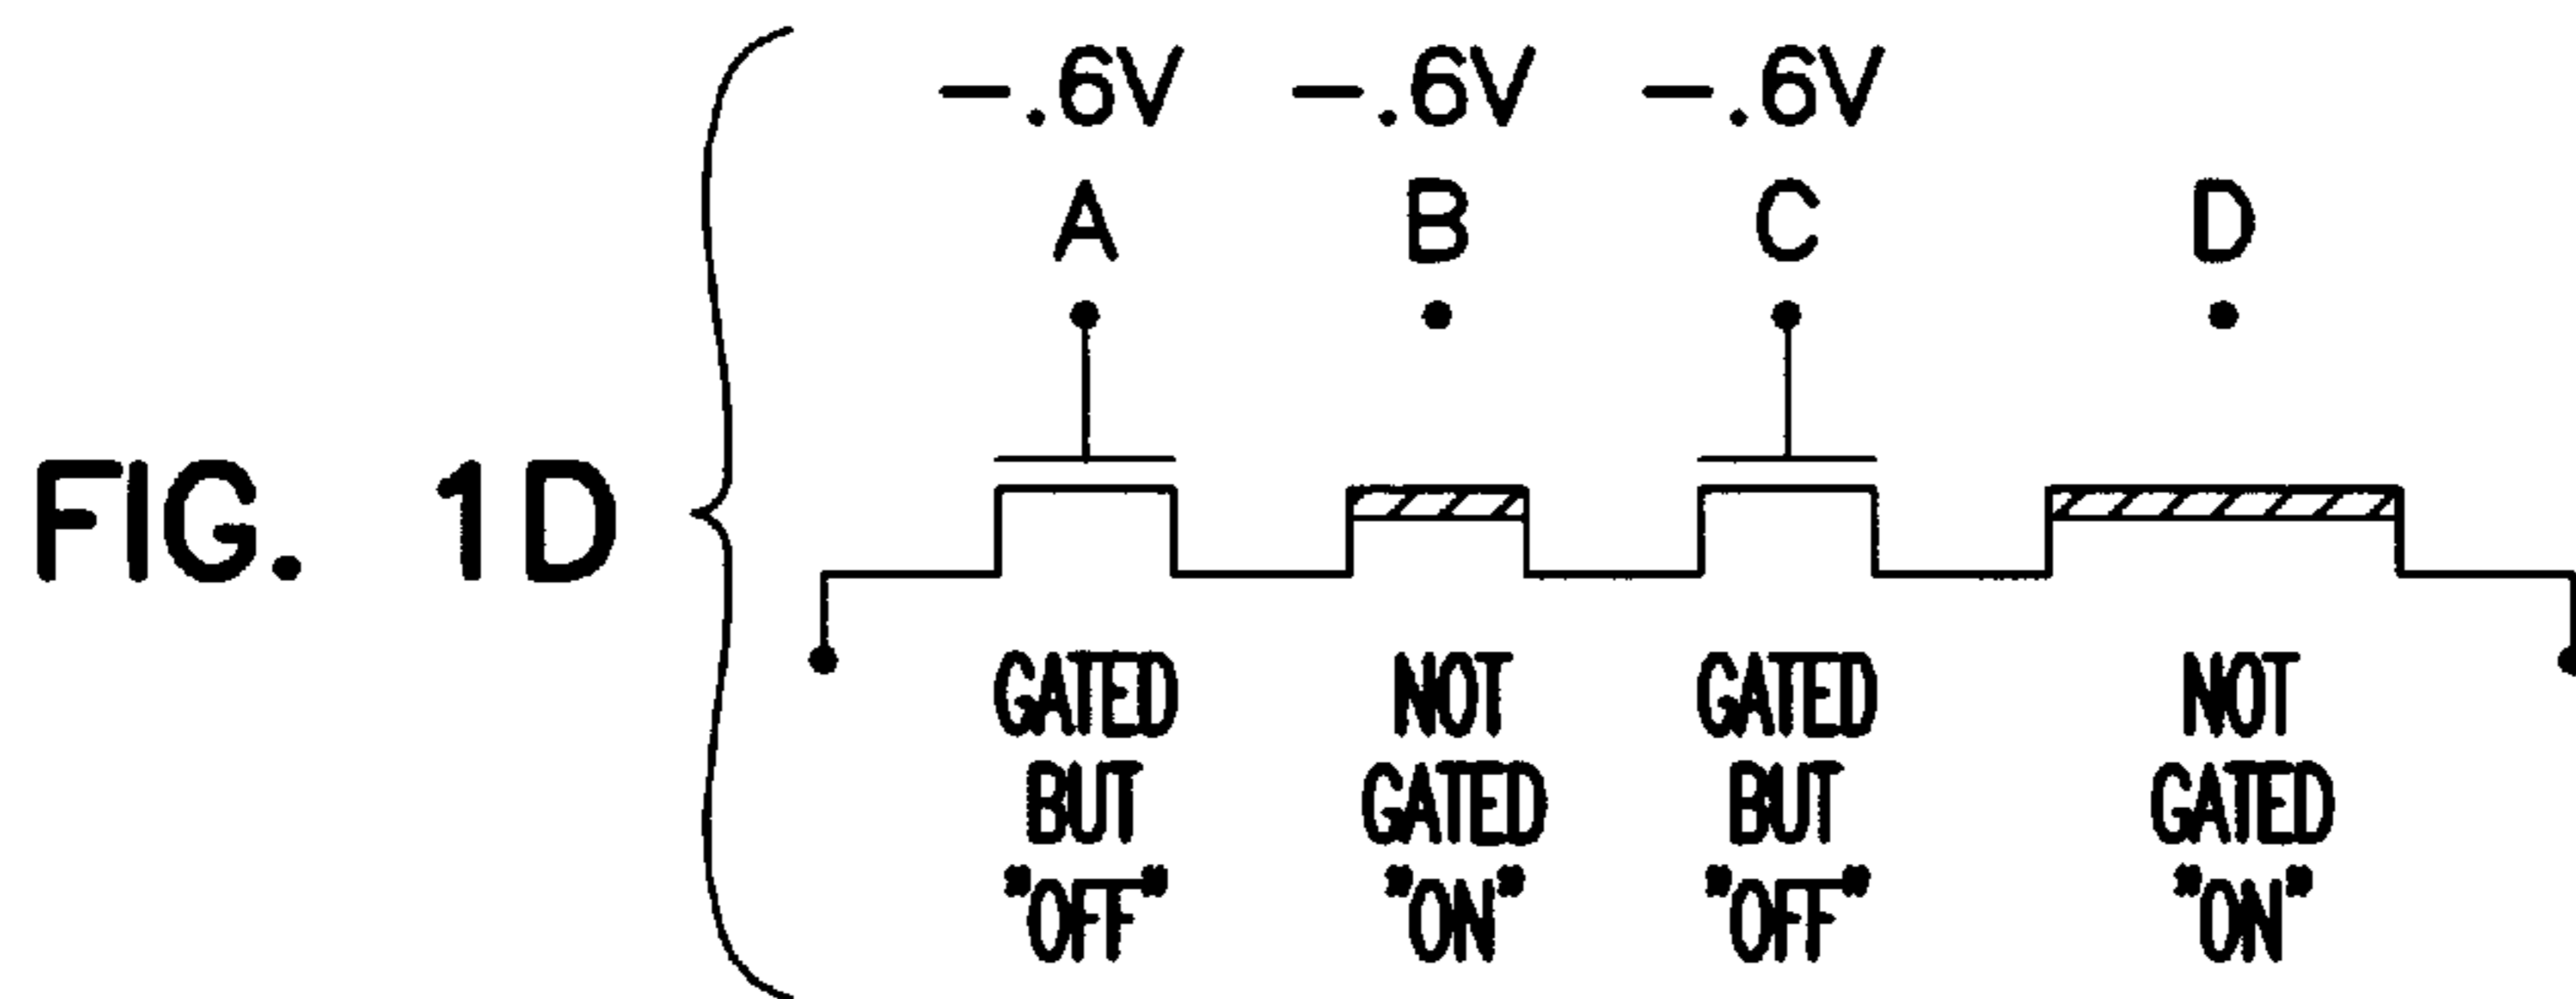 -.6V -.6V -.6V
A B C D
FIG. 1D
GATED NOT GATED NOT
BUT GATED BUT GATED
"OFF" "ON" "OFF" "ON"